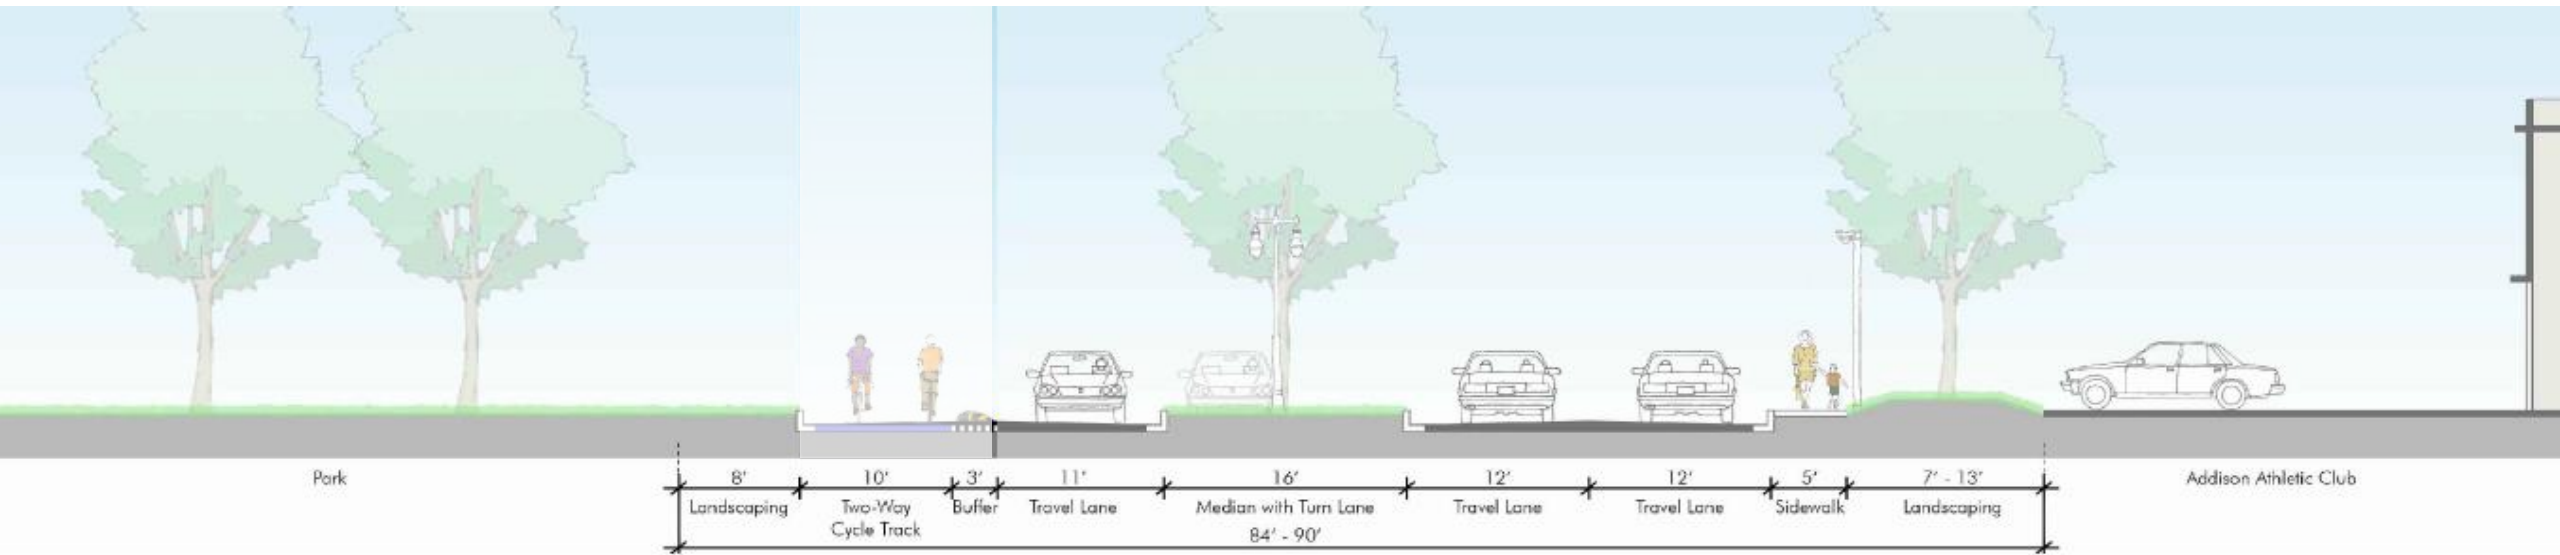 Park
8'
10'
3'
11'
16'
12'
12'
5'
7' - 13'
Addison Athletic Club
Landscaping
Two-Way
Cycle Track
Buffer
Travel Lane
Median with Turn Lane
Travel Lane
Travel Lane
Sidewalk
Landscaping
84' - 90'